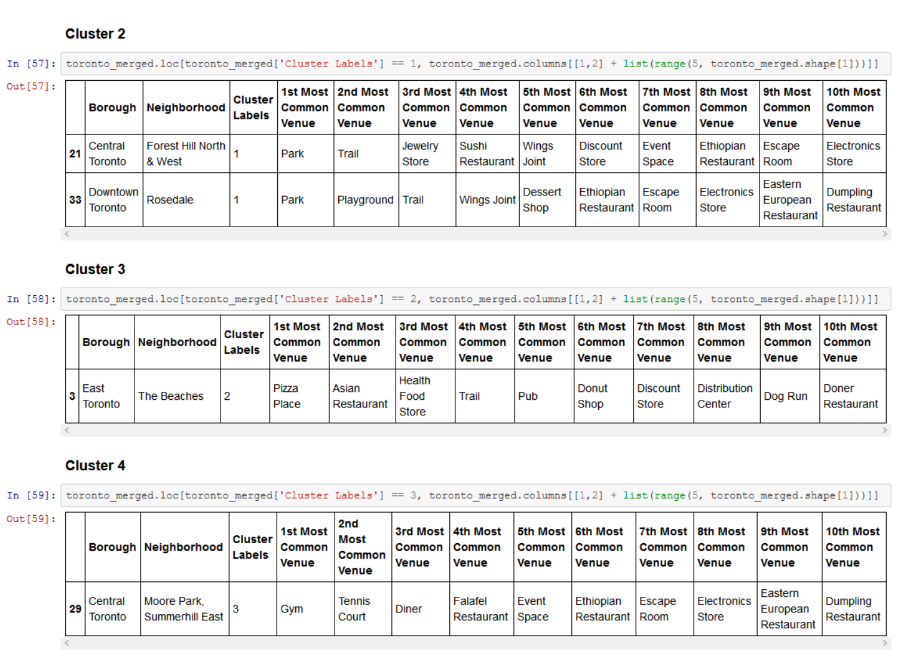 Cluster 2
In [57]: toronto_merged.loc[toronto_merged['Cluster Labels'] == 1, toronto_merged.columns[[1,2] + list(range(5, toronto_merged.shape[1]))]]
Out[57]:
Borough Neighborhood Cluster Labels 1st Most Common Venue 2nd Most Common Venue 3rd Most Common Venue 4th Most Common Venue 5th Most Common Venue 6th Most Common Venue 7th Most Common Venue 8th Most Common Venue 9th Most Common Venue 10th Most Common Venue
21 Central Toronto Forest Hill North & West 1 Park Trail Jewelry Store Sushi Restaurant Wings Joint Discount Store Event Space Ethiopian Restaurant Escape Room Electronics Store
33 Downtown Toronto Rosedale 1 Park Playground Trail Wings Joint Dessert Shop Ethiopian Restaurant Escape Room Electronics Store Eastern European Restaurant Dumpling Restaurant
Cluster 3
In [58]: toronto_merged.loc[toronto_merged['Cluster Labels'] == 2, toronto_merged.columns[[1,2] + list(range(5, toronto_merged.shape[1]))]]
Out[58]:
Borough Neighborhood Cluster Labels 1st Most Common Venue 2nd Most Common Venue 3rd Most Common Venue 4th Most Common Venue 5th Most Common Venue 6th Most Common Venue 7th Most Common Venue 8th Most Common Venue 9th Most Common Venue 10th Most Common Venue
3 East Toronto The Beaches 2 Pizza Place Asian Restaurant Health Food Store Trail Pub Donut Shop Discount Store Distribution Center Dog Run Doner Restaurant
Cluster 4
In [59]: toronto_merged.loc[toronto_merged['Cluster Labels'] == 3, toronto_merged.columns[[1,2] + list(range(5, toronto_merged.shape[1]))]]
Out[59]:
Borough Neighborhood Cluster Labels 1st Most Common Venue 2nd Most Common Venue 3rd Most Common Venue 4th Most Common Venue 5th Most Common Venue 6th Most Common Venue 7th Most Common Venue 8th Most Common Venue 9th Most Common Venue 10th Most Common Venue
29 Central Toronto Moore Park, Summerhill East 3 Gym Tennis Court Diner Falafel Restaurant Event Space Ethiopian Restaurant Escape Room Electronics Store Eastern European Restaurant Dumpling Restaurant